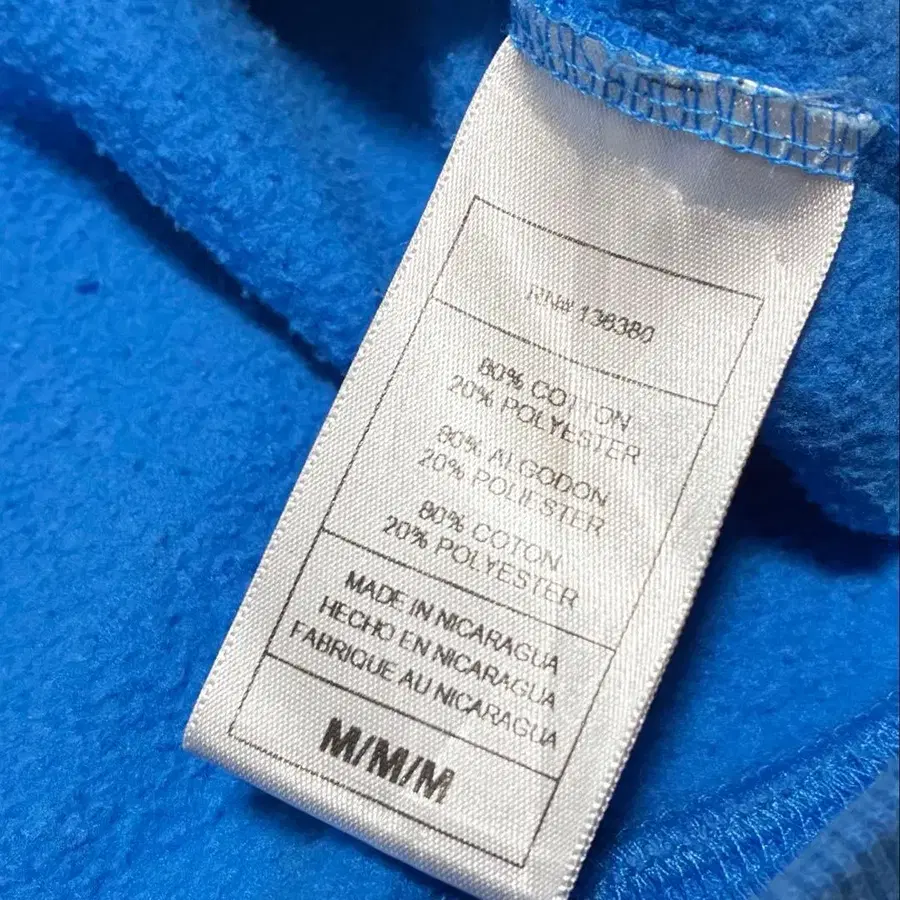 RN# 136380
80% COTTON
20% POLYESTER
80% ALGODON
20% POLIESTER
80% COTON
20% POLYESTER
MADE IN NICARAGUA
HECHO EN NICARAGUA
FABRIQUE AU NICARAGUA
M/M/M